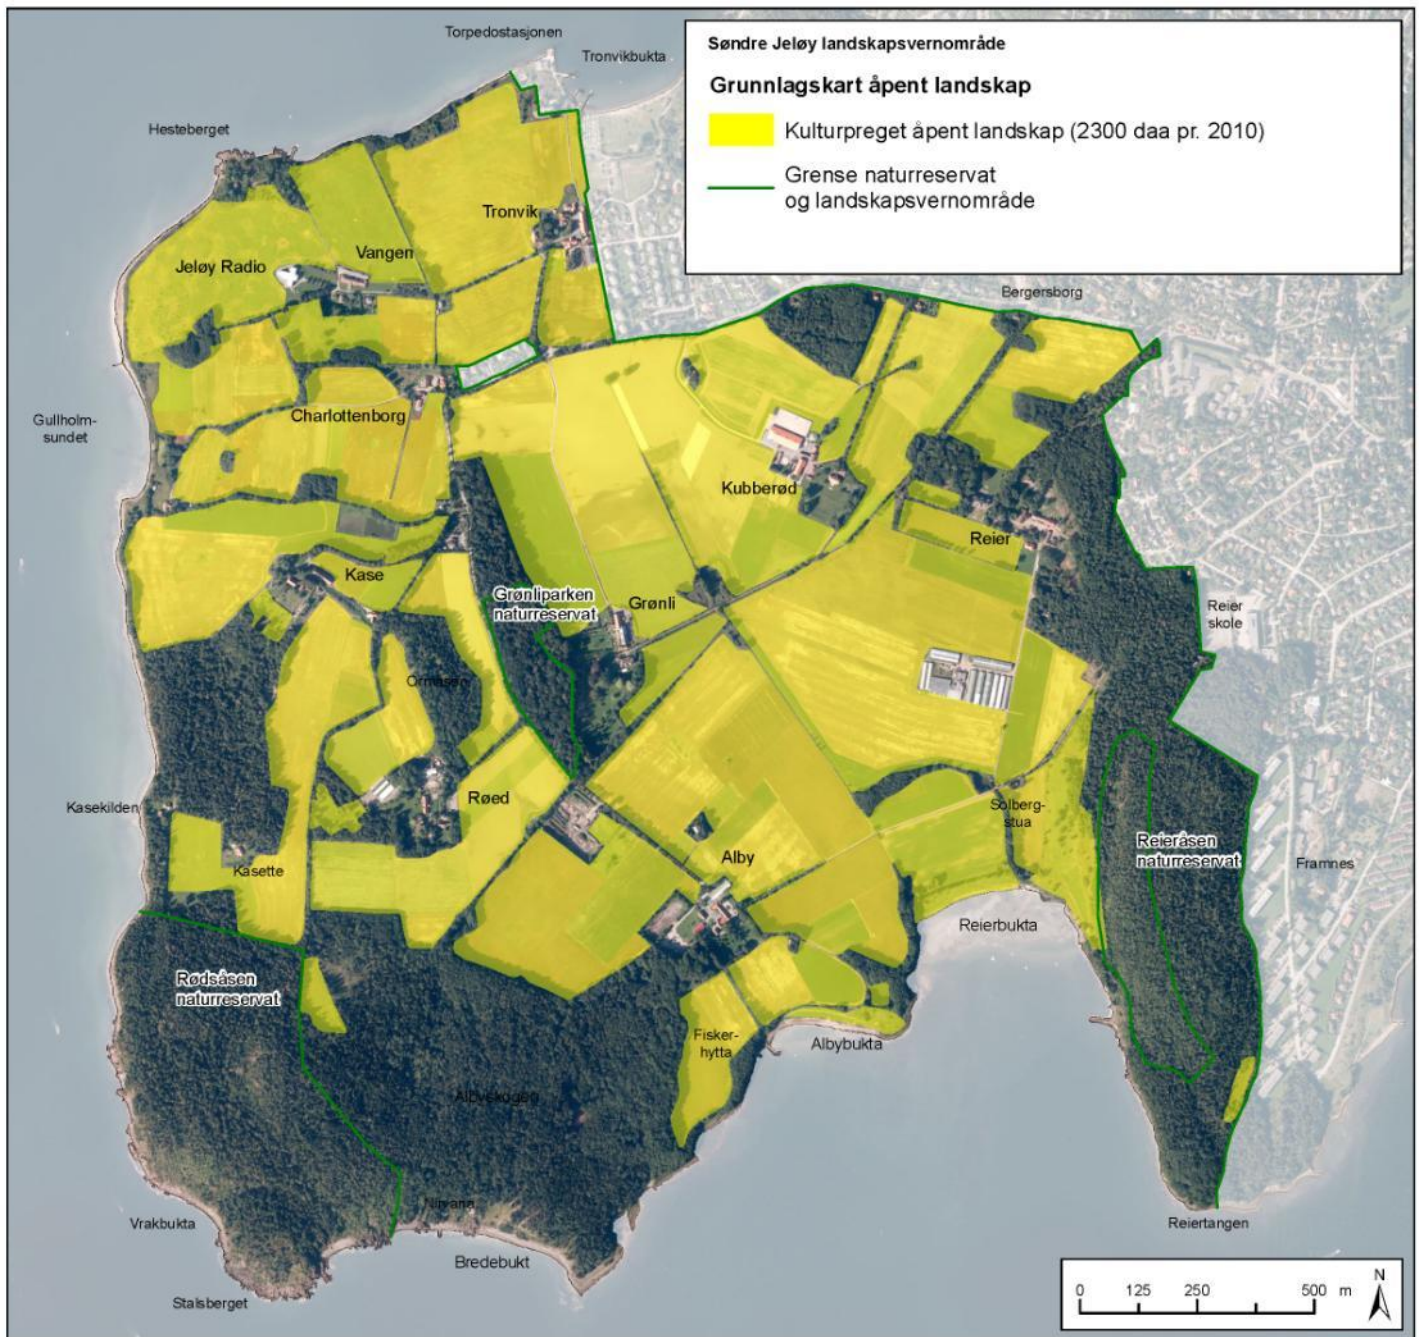 Søndre Jeløy landskapsvernområde
Grunnlagskart åpent landskap
Kulturpreget åpent landskap (2300 daa pr. 2010)
Grense naturreservat
og landskapsvernområde
Torpedostasjonen
Tronvikbukta
Hesteberget
Tronvik
Vangen
Jeløy Radio
Bergersborg
Gullholm-
sundet
Charlottenborg
Kubberød
Reier
Kase
Grønliparken
naturreservat
Grønli
Reier
skole
Ormåsen
Kasekilden
Røed
Solberg-
stua
Reieråsen
naturreservat
Framnes
Kasette
Alby
Reierbukta
Rødsåsen
naturreservat
Fisker-
hytta
Albybukta
Albyskogen
Nirvana
Vrakbukta
Reiertangen
Bredebukt
Stalsberget
0 125 250 500 m
N